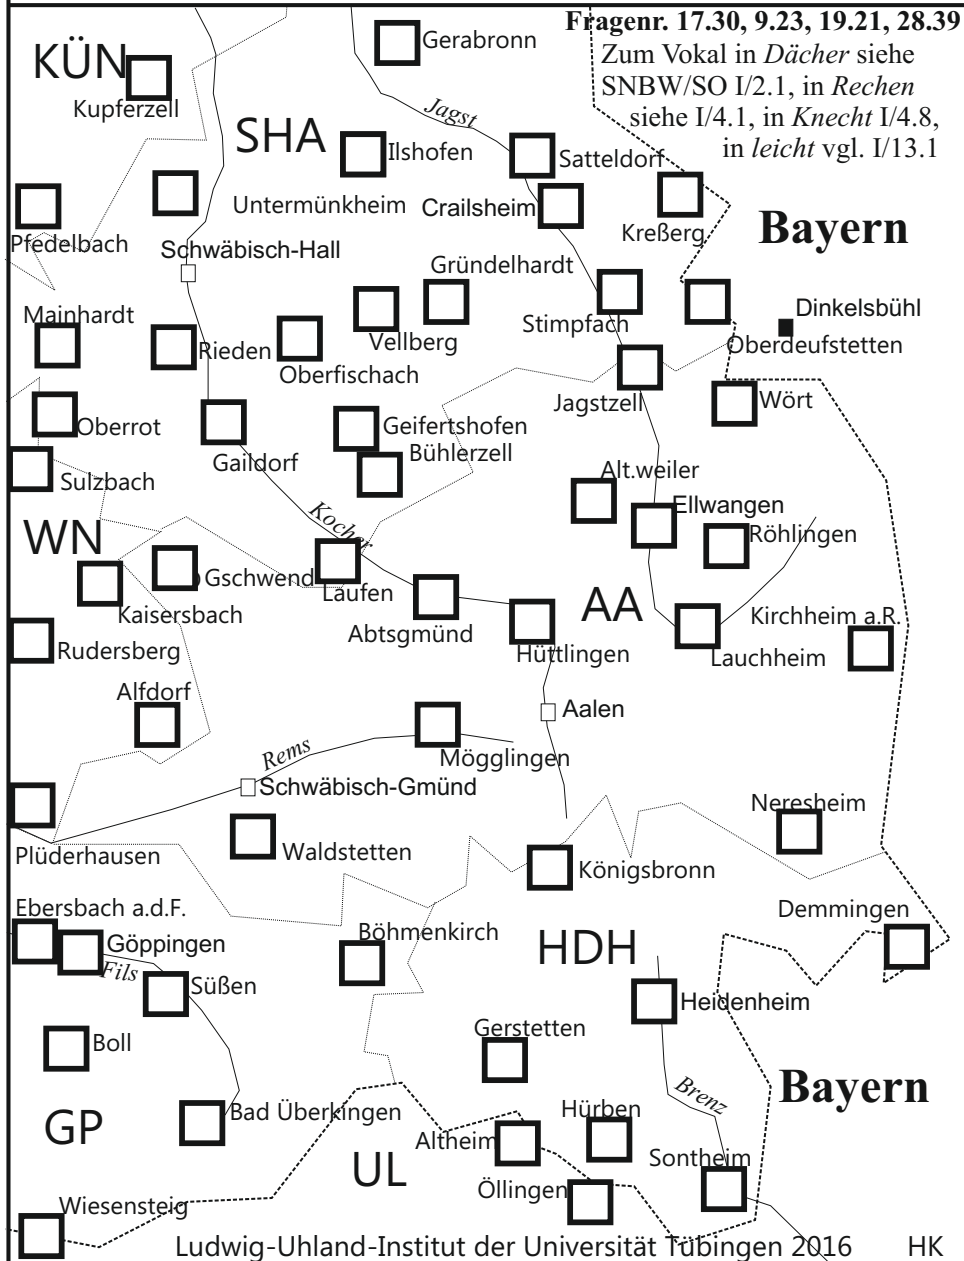 Fragenr. 17.30, 9.23, 19.21, 28.39
Zum Vokal in Dächer siehe
SNBW/SO I/2.1, in Rechen
siehe I/4.1, in Knecht I/4.8,
in leicht vgl. I/13.1
Gerabronn
KÜN
Kupferzell
Jagst
SHA
Ilshofen
Satteldorf
Untermünkheim
Crailsheim
Kreßberg
Bayern
Pfedelbach
Schwäbisch-Hall
Gründelhardt
Mainhardt
Dinkelsbühl
Stimpfach
Vellberg
Rieden
Oberdeufstetten
Oberfischach
Jagstzell
Wört
Oberrot
Geifertshofen
Gaildorf
Bühlerzell
Sulzbach
Alt.weiler
Ellwangen
Kocher
Röhlingen
WN
Gschwend
Laufen
AA
Kaisersbach
Kirchheim a.R.
Abtsgmünd
Rudersberg
Hüttlingen
Lauchheim
Alfdorf
Aalen
Rems
Mögglingen
Schwäbisch-Gmünd
Neresheim
Plüderhausen
Waldstetten
Königsbronn
Ebersbach a.d.F.
Demmingen
Göppingen
Böhmenkirch
HDH
Fils
Süßen
Heidenheim
Gerstetten
Boll
Bayern
Brenz
GP
Bad Überkingen
Hürben
Altheim
UL
Sontheim
Öllingen
Wiesensteig
Ludwig-Uhland-Institut der Universität Tübingen 2016 HK